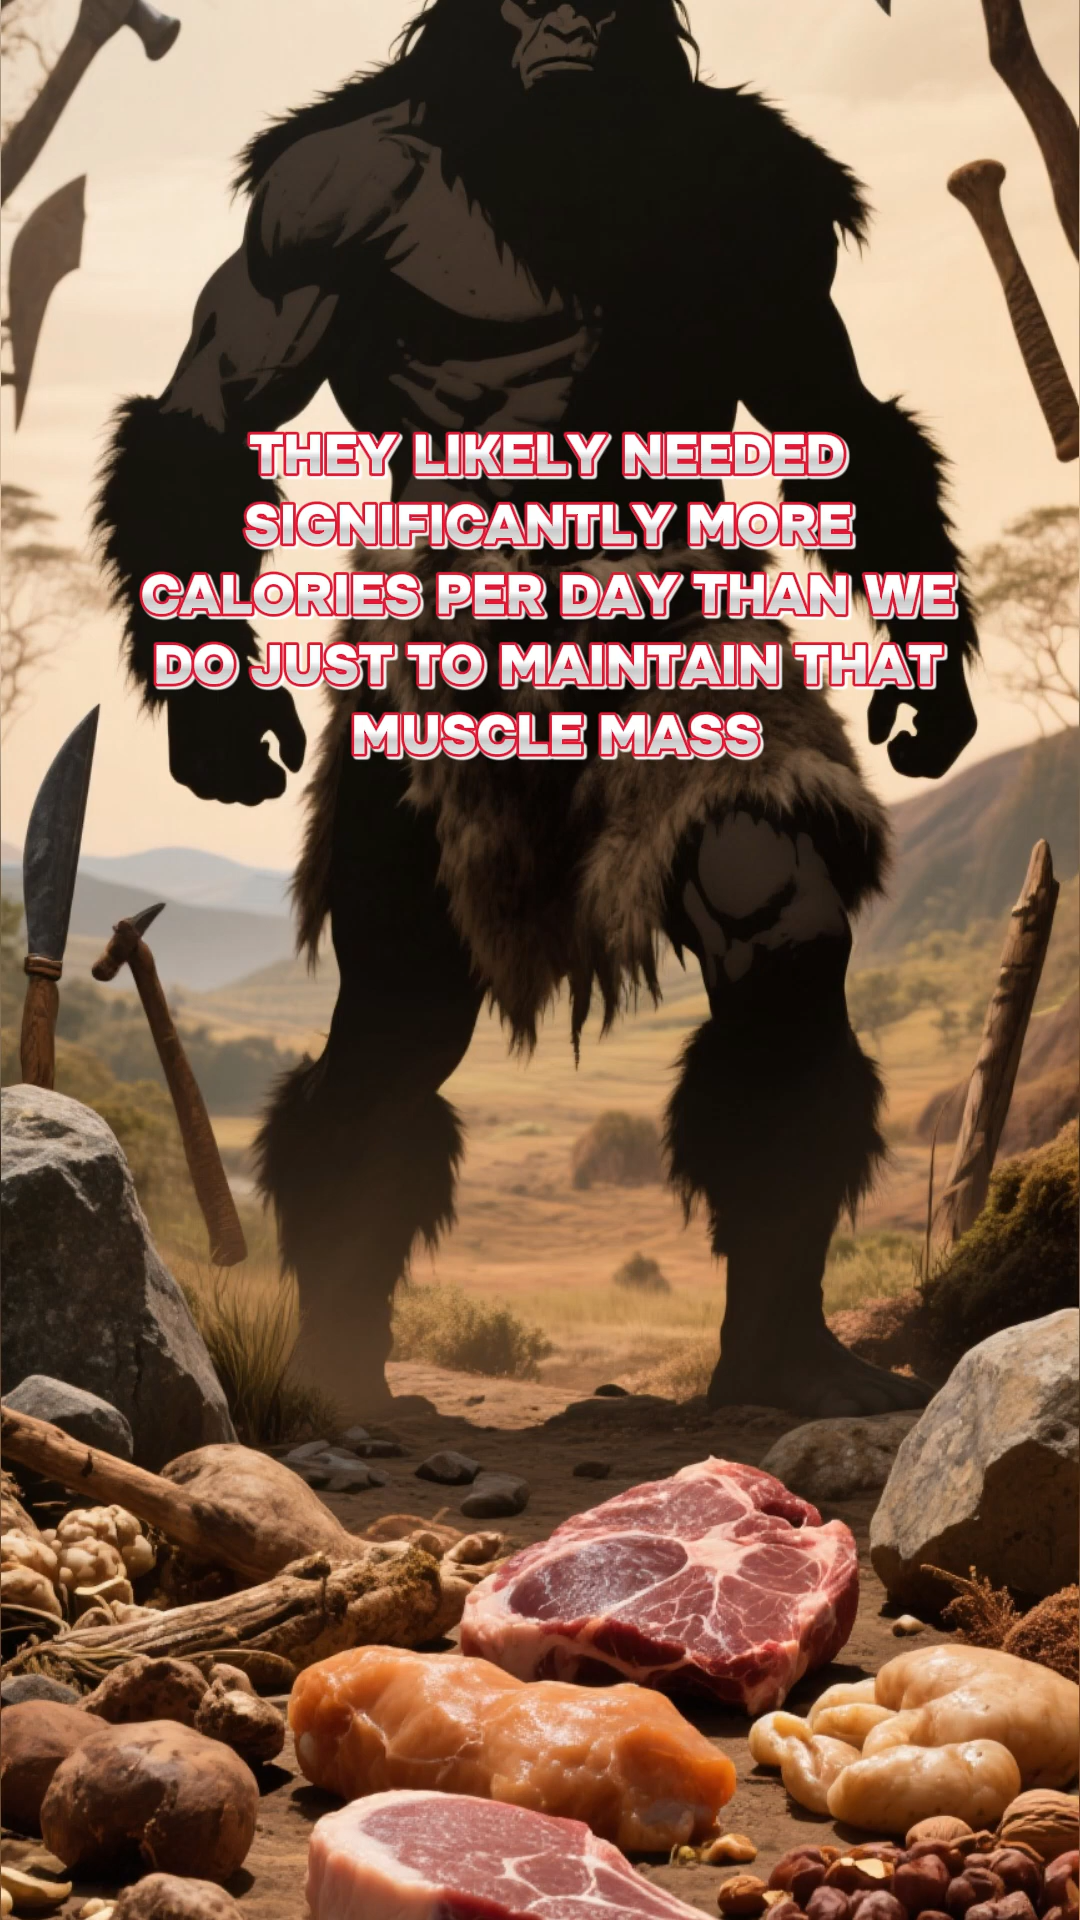 THEY LIKELY NEEDED
SIGNIFICANTLY MORE
CALORIES PER DAY THAN WE
DO JUST TO MAINTAIN THAT
MUSCLE MASS